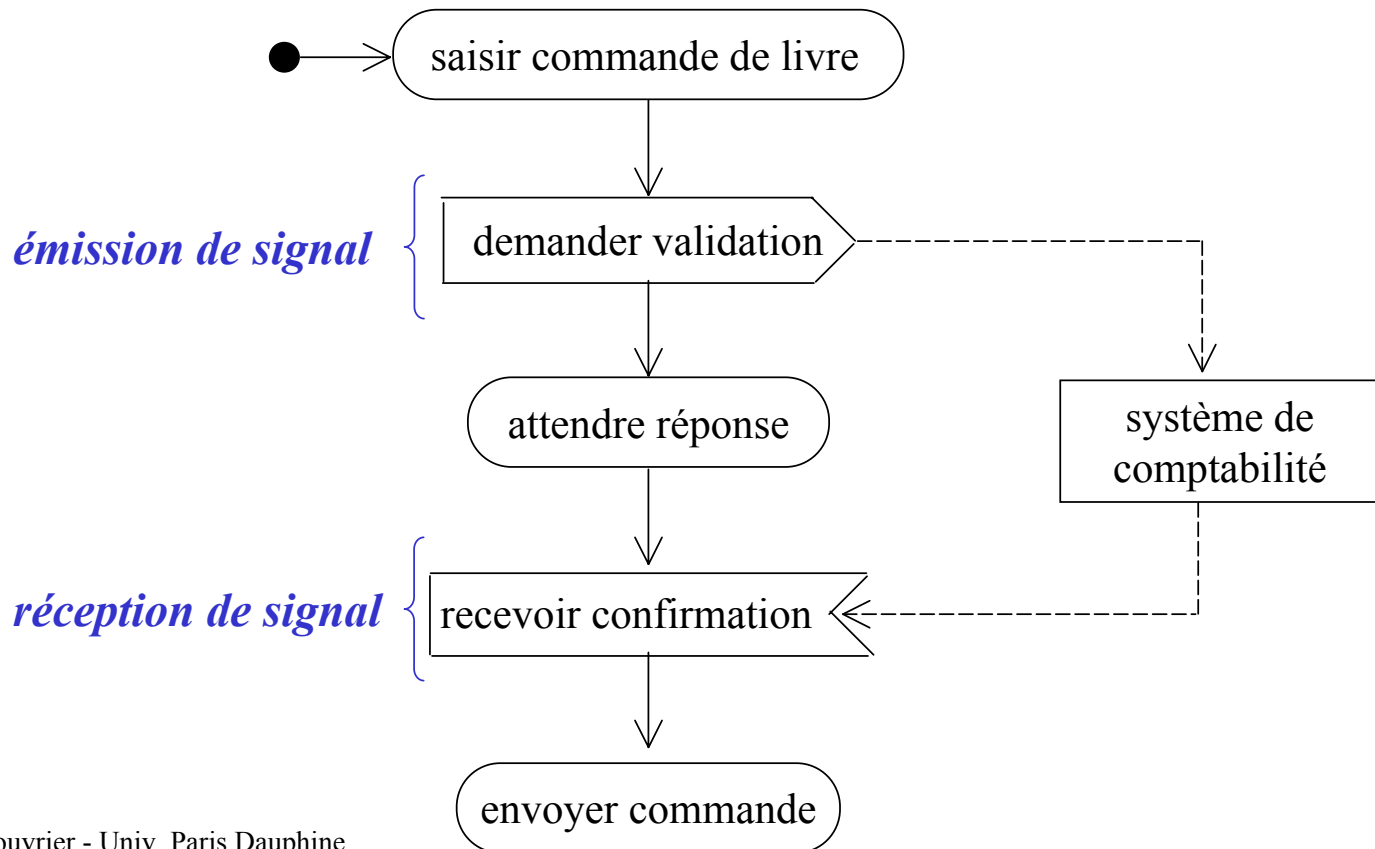 saisir commande de livre
émission de signal
demander validation
attendre réponse
système de
comptabilité
réception de signal
recevoir confirmation
envoyer commande
ouvrier - Univ. Paris Dauphine